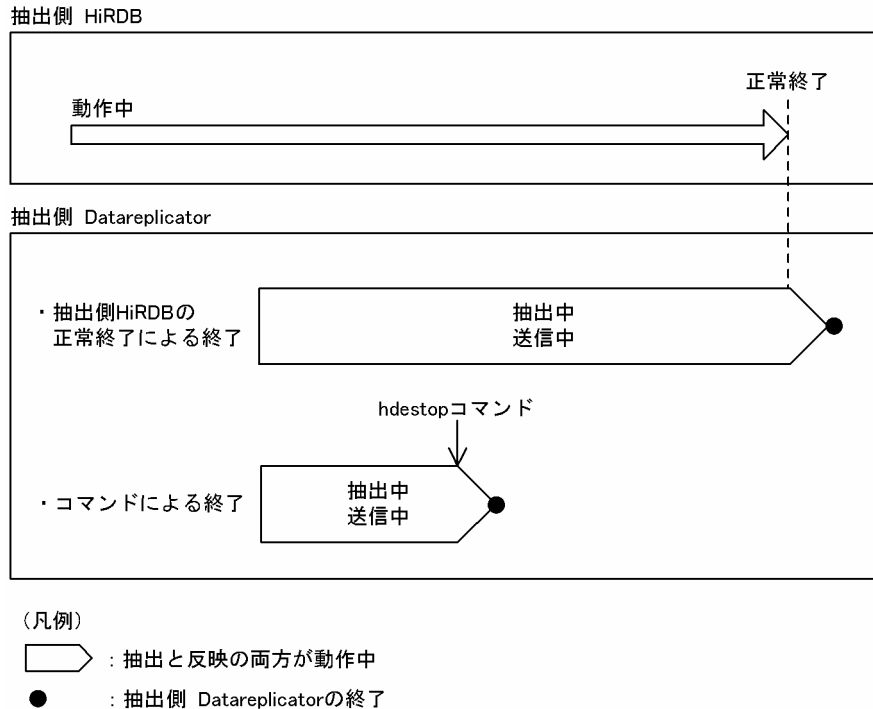 抽出側 HiRDB
正常終了
動作中
抽出側 Datareplicator
・抽出側HiRDBの
正常終了による終了
抽出中
送信中
hdestopコマンド
・コマンドによる終了
抽出中
送信中
(凡例)
：抽出と反映の両方が動作中
：抽出側 Datareplicatorの終了